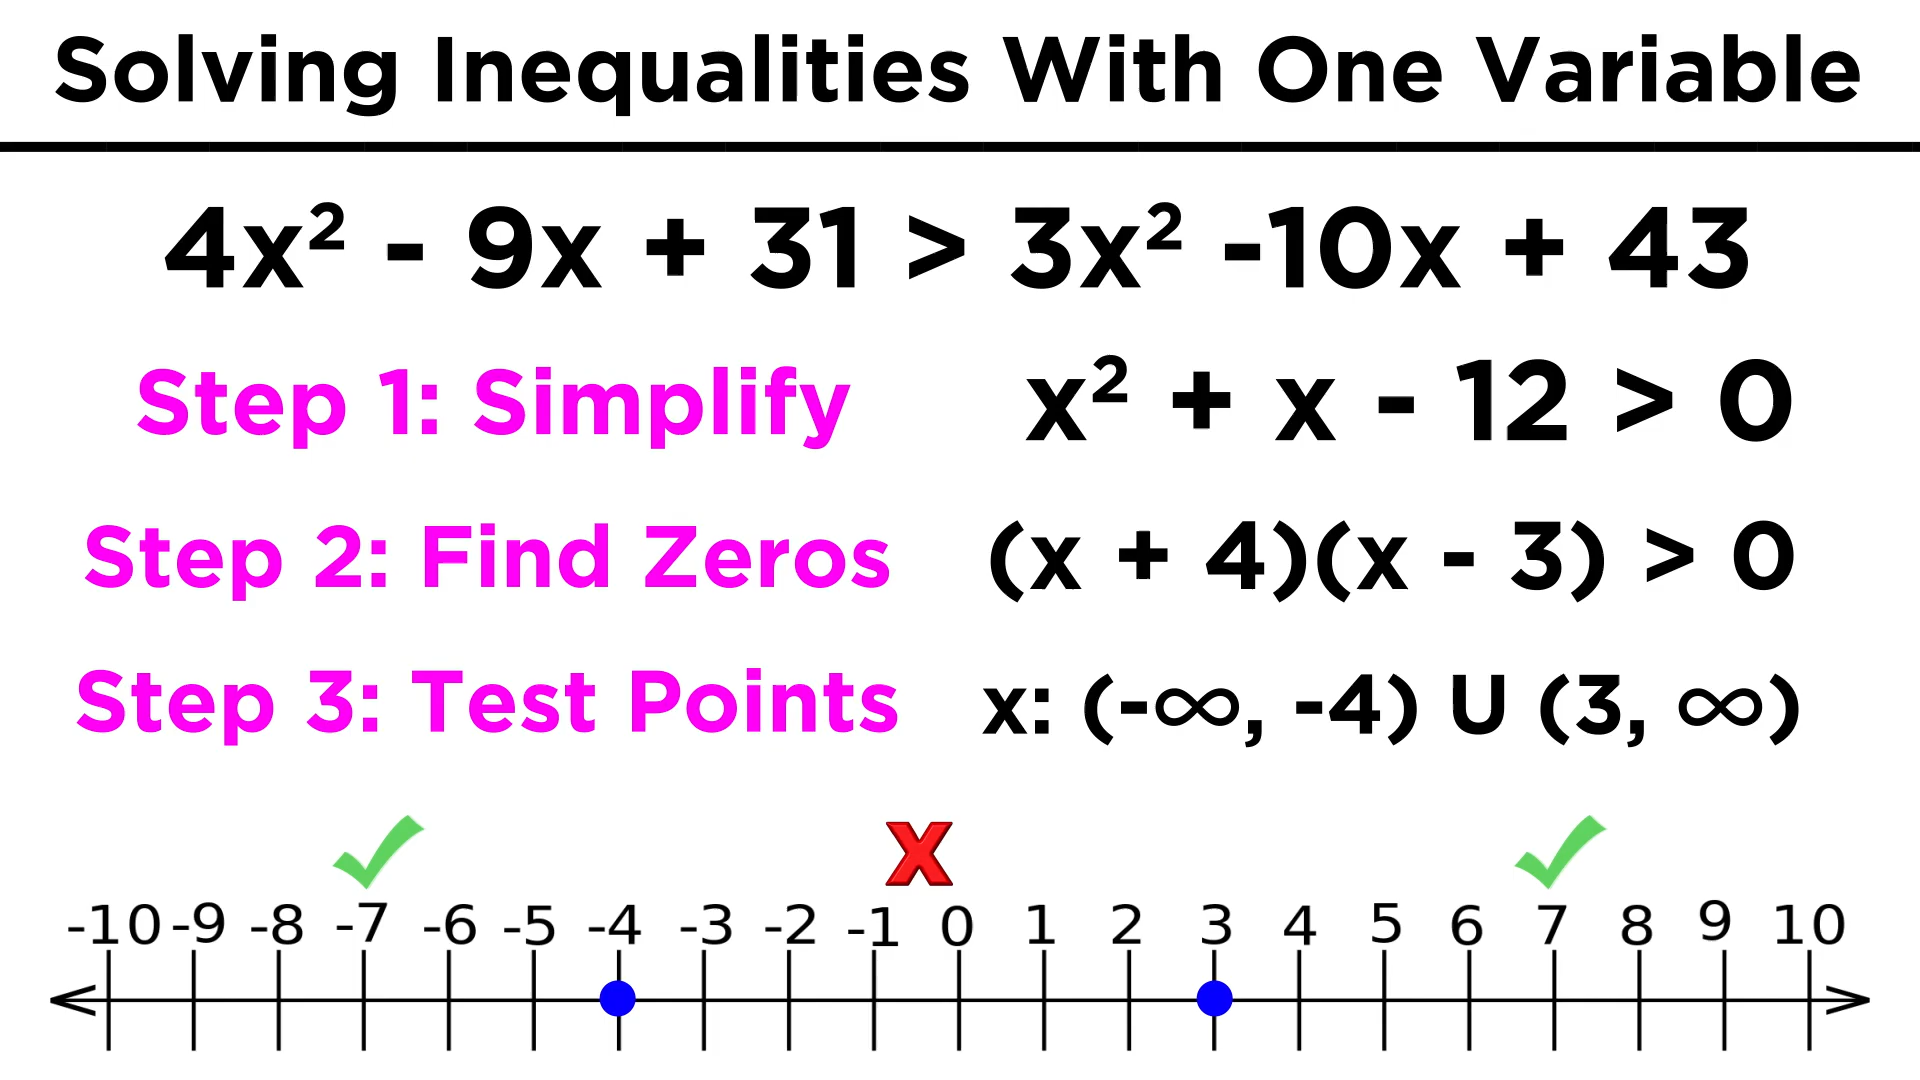 Solving Inequalities With One Variable
4x² - 9x + 31 > 3x² -10x + 43
Step 1: Simplify x² + x - 12 > 0
Step 2: Find Zeros (x + 4)(x - 3) > 0
Step 3: Test Points x: (-∞, -4) U (3, ∞)
-10 -9 -8 -7 -6 -5 -4 -3 -2 -1 0 1 2 3 4 5 6 7 8 9 10